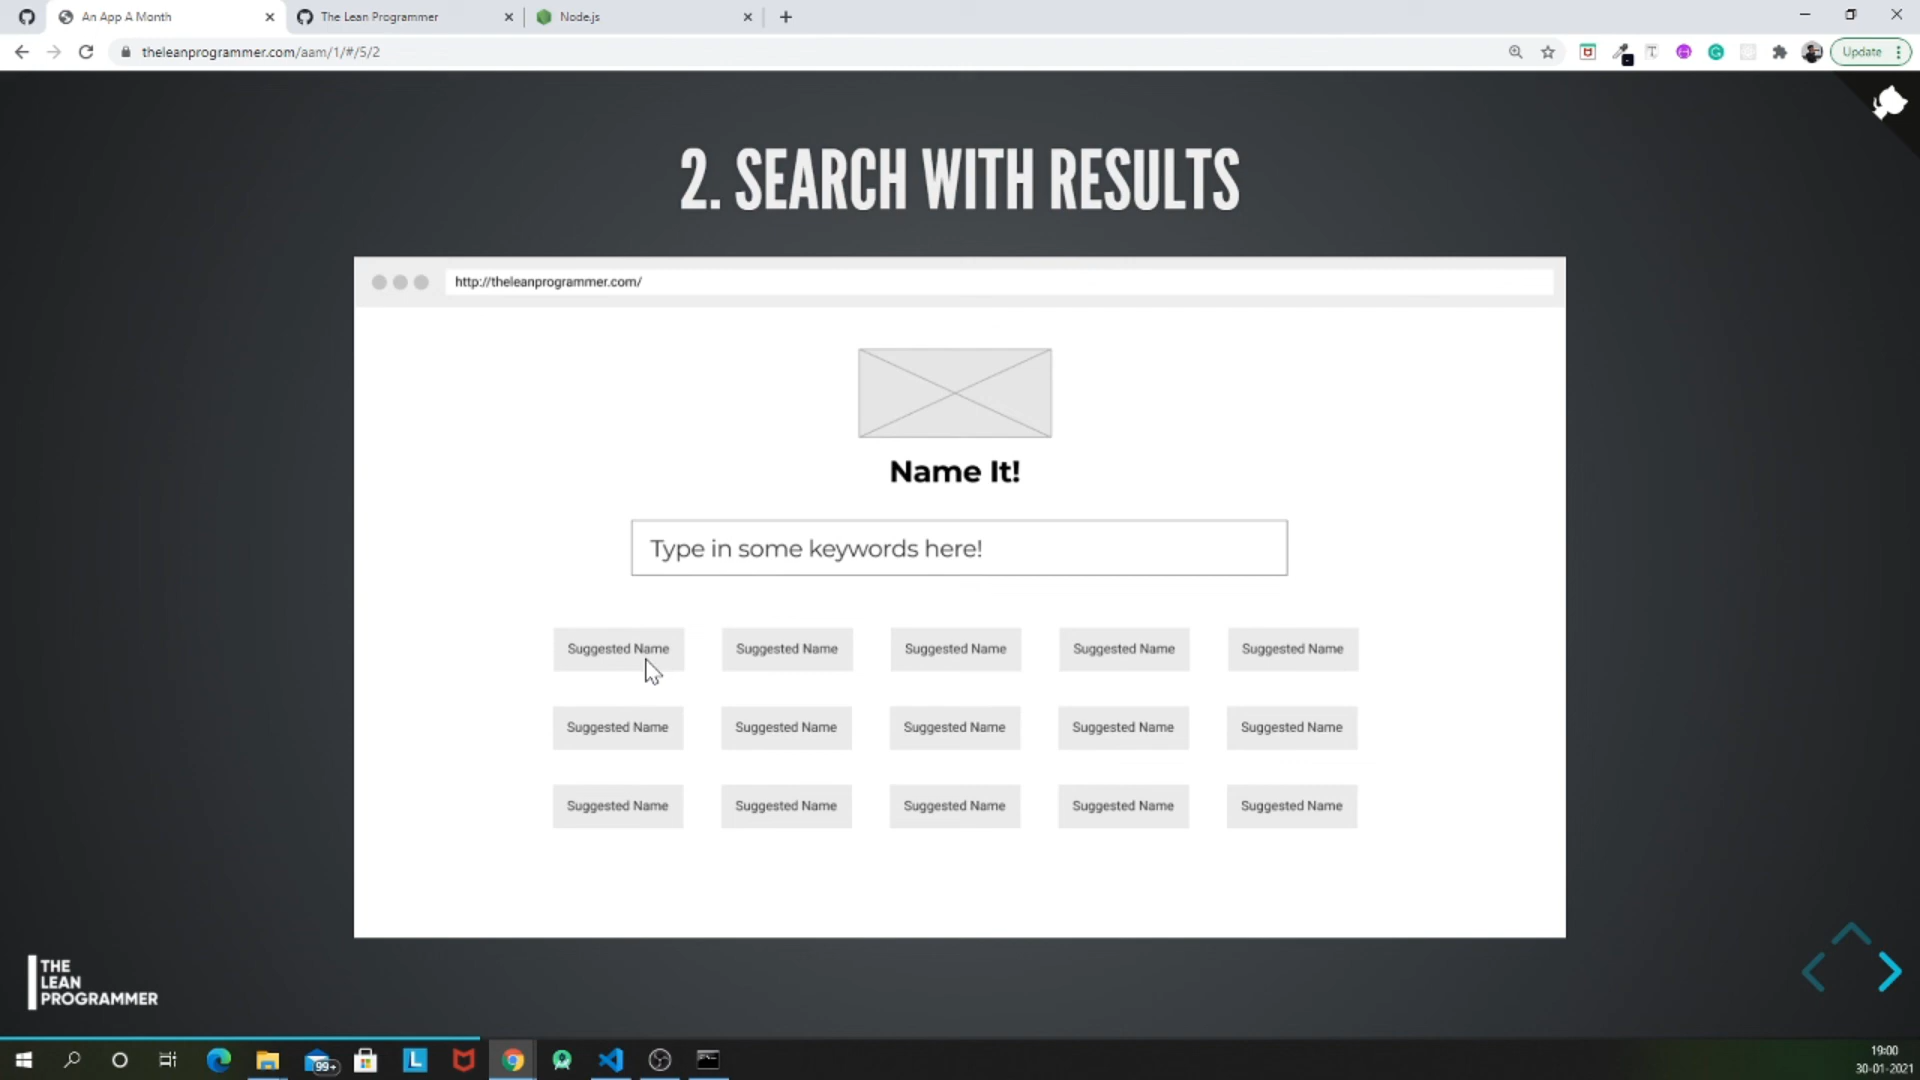 An App A Month
The Lean Programmer
Node.js
theleanprogrammer.com/aam/1/#/5/2
Update
2. SEARCH WITH RESULTS
http://theleanprogrammer.com/
Name It!
Type in some keywords here!
Suggested Name Suggested Name Suggested Name Suggested Name Suggested Name
Suggested Name Suggested Name Suggested Name Suggested Name Suggested Name
Suggested Name Suggested Name Suggested Name Suggested Name Suggested Name
THE
LEAN
PROGRAMMER
99+
L
19:00
30-01-2021